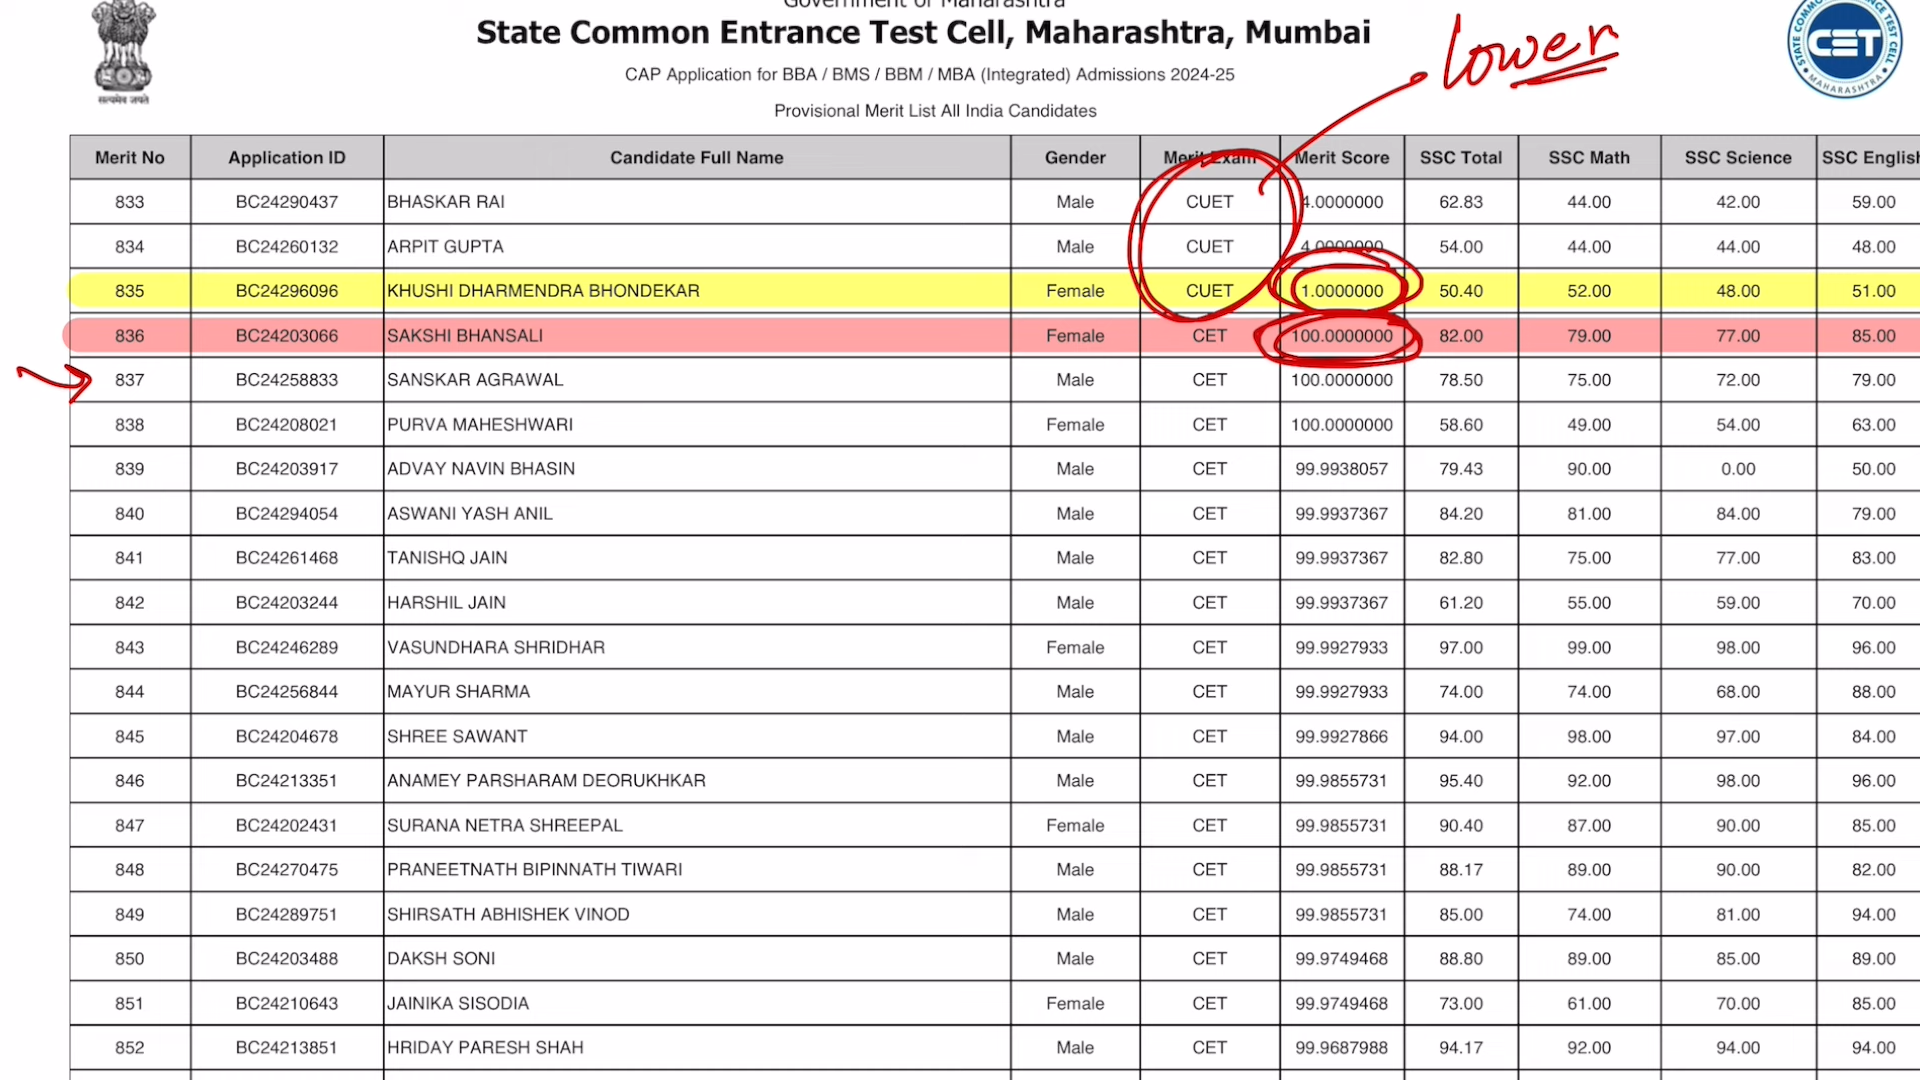 Government of Maharashtra
State Common Entrance Test Cell, Maharashtra, Mumbai
lower
CAP Application for BBA / BMS / BBM / MBA (Integrated) Admissions 2024-25
Provisional Merit List All India Candidates
सत्यमेव जयते
STATE COMMON ENTRANCE TEST CELL
CET
MAHARASHTRA
Merit No Application ID Candidate Full Name Gender Merit Exam Merit Score SSC Total SSC Math SSC Science SSC English
833 BC24290437 BHASKAR RAI Male CUET 4.0000000 62.83 44.00 42.00 59.00
834 BC24260132 ARPIT GUPTA Male CUET 4.0000000 54.00 44.00 44.00 48.00
835 BC24296096 KHUSHI DHARMENDRA BHONDEKAR Female CUET 1.0000000 50.40 52.00 48.00 51.00
836 BC24203066 SAKSHI BHANSALI Female CET 100.0000000 82.00 79.00 77.00 85.00
837 BC24258833 SANSKAR AGRAWAL Male CET 100.0000000 78.50 75.00 72.00 79.00
838 BC24208021 PURVA MAHESHWARI Female CET 100.0000000 58.60 49.00 54.00 63.00
839 BC24203917 ADVAY NAVIN BHASIN Male CET 99.9938057 79.43 90.00 0.00 50.00
840 BC24294054 ASWANI YASH ANIL Male CET 99.9937367 84.20 81.00 84.00 79.00
841 BC24261468 TANISHQ JAIN Male CET 99.9937367 82.80 75.00 77.00 83.00
842 BC24203244 HARSHIL JAIN Male CET 99.9937367 61.20 55.00 59.00 70.00
843 BC24246289 VASUNDHARA SHRIDHAR Female CET 99.9927933 97.00 99.00 98.00 96.00
844 BC24256844 MAYUR SHARMA Male CET 99.9927933 74.00 74.00 68.00 88.00
845 BC24204678 SHREE SAWANT Male CET 99.9927866 94.00 98.00 97.00 84.00
846 BC24213351 ANAMEY PARSHARAM DEORUKHKAR Male CET 99.9855731 95.40 92.00 98.00 96.00
847 BC24202431 SURANA NETRA SHREEPAL Female CET 99.9855731 90.40 87.00 90.00 85.00
848 BC24270475 PRANEETNATH BIPINNATH TIWARI Male CET 99.9855731 88.17 89.00 90.00 82.00
849 BC24289751 SHIRSATH ABHISHEK VINOD Male CET 99.9855731 85.00 74.00 81.00 94.00
850 BC24203488 DAKSH SONI Male CET 99.9749468 88.80 89.00 85.00 89.00
851 BC24210643 JAINIKA SISODIA Female CET 99.9749468 73.00 61.00 70.00 85.00
852 BC24213851 HRIDAY PARESH SHAH Male CET 99.9687988 94.17 92.00 94.00 94.00